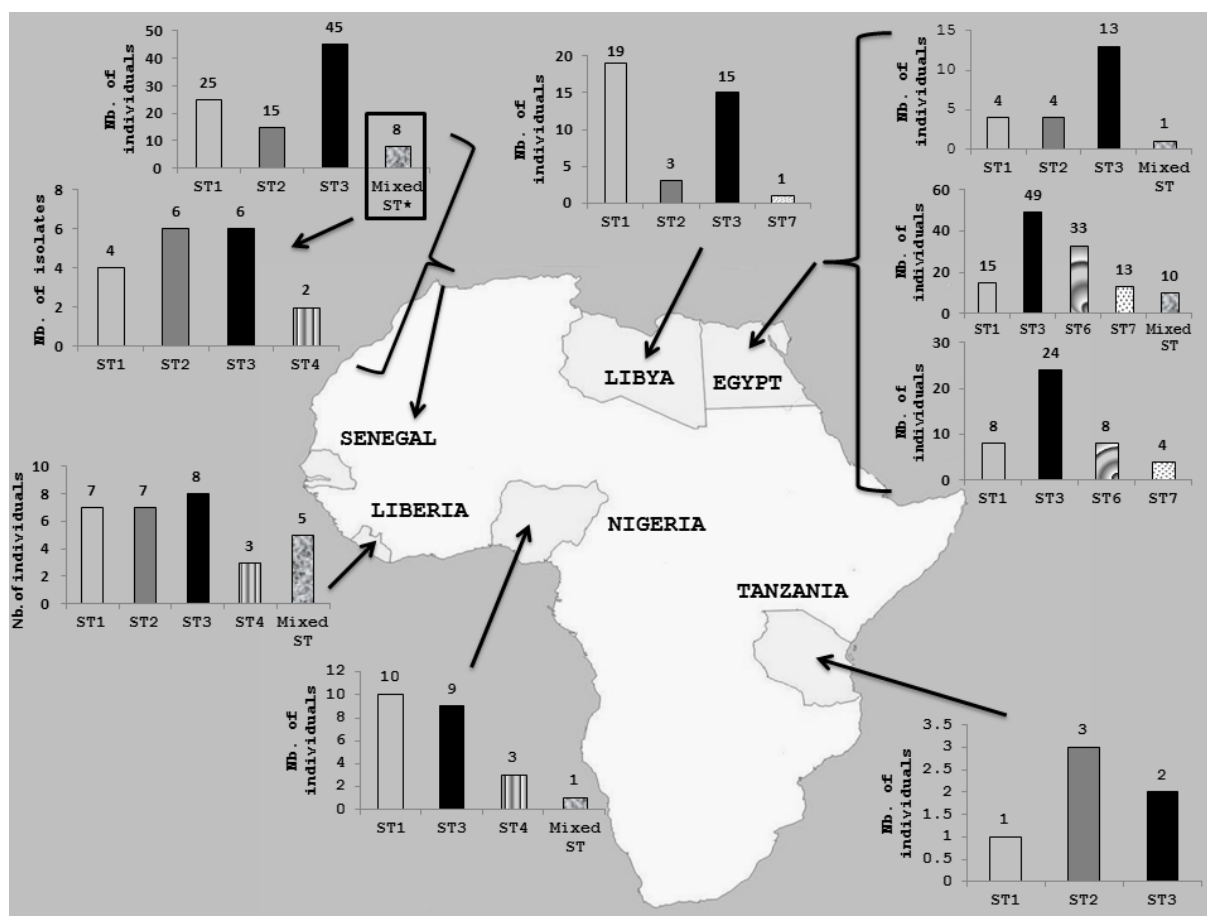 Nb. of
individuals
50
40
30
20
10
0
25
15
45
8
ST1
ST2
ST3
Mixed
ST*
Nb. of isolates
8
6
4
2
0
4
6
6
2
ST1
ST2
ST3
ST4
Nb. of
individuals
20
15
10
5
0
19
3
15
1
ST1
ST2
ST3
ST7
Nb. of
individuals
15
10
5
0
4
4
13
1
ST1
ST2
ST3
Mixed
ST
Nb. of
individuals
60
50
40
30
20
10
0
15
49
33
13
10
ST1
ST3
ST6
ST7
Mixed
ST
Nb. of
individuals
30
20
10
0
8
24
8
4
ST1
ST3
ST6
ST7
LIBYA
EGYPT
SENEGAL
LIBERIA
NIGERIA
TANZANIA
Nb.of individuals
10
8
6
4
2
0
7
7
8
3
5
ST1
ST2
ST3
ST4
Mixed
ST
Nb. of
individuals
12
10
8
6
4
2
0
10
9
3
1
ST1
ST3
ST4
Mixed
ST
Nb. of
individuals
3.5
3
2.5
2
1.5
1
0.5
0
1
3
2
ST1
ST2
ST3